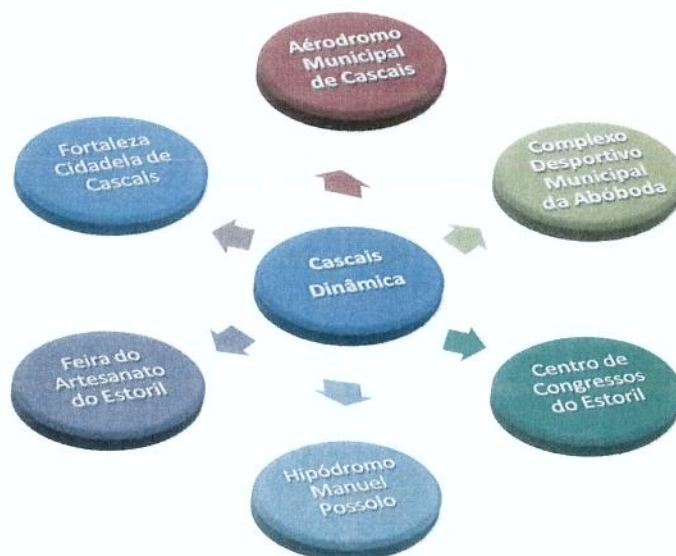 Aérodromo
Municipal
de Cascais
Fortaleza
Cidadela de
Cascais
Complexo
Desportivo
Municipal
da Abóboda
Cascais
Dinâmica
Feira do
Artesanato
do Estoril
Centro de
Congressos
do Estoril
Hipódromo
Manuel
Possolo